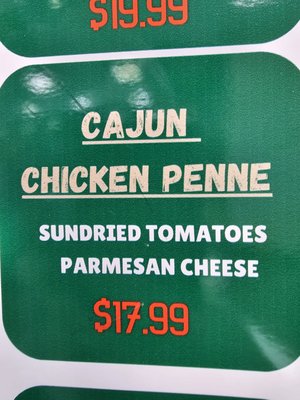 $19.99
CAJUN
CHICKEN PENNE
SUNDRIED TOMATOES
PARMESAN CHEESE
$17.99